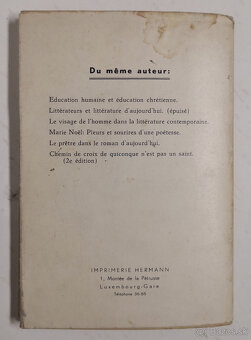 Du même auteur:
Education humaine et éducation chrétienne.
Littérateurs et littérature d'aujourd'hui. (épuisé)
Le visage de l'homme dans la littérature contemporaine.
Marie Noël: Pleurs et sourires d'une poétesse.
Le prêtre dans le roman d'aujourd'hui.
Chemin de croix de quiconque n'est pas un saint.
(2e édition)
IMPRIMERIE HERMANN
1, Montée de la Pétrusse
Luxembourg-Gare
Téléphone